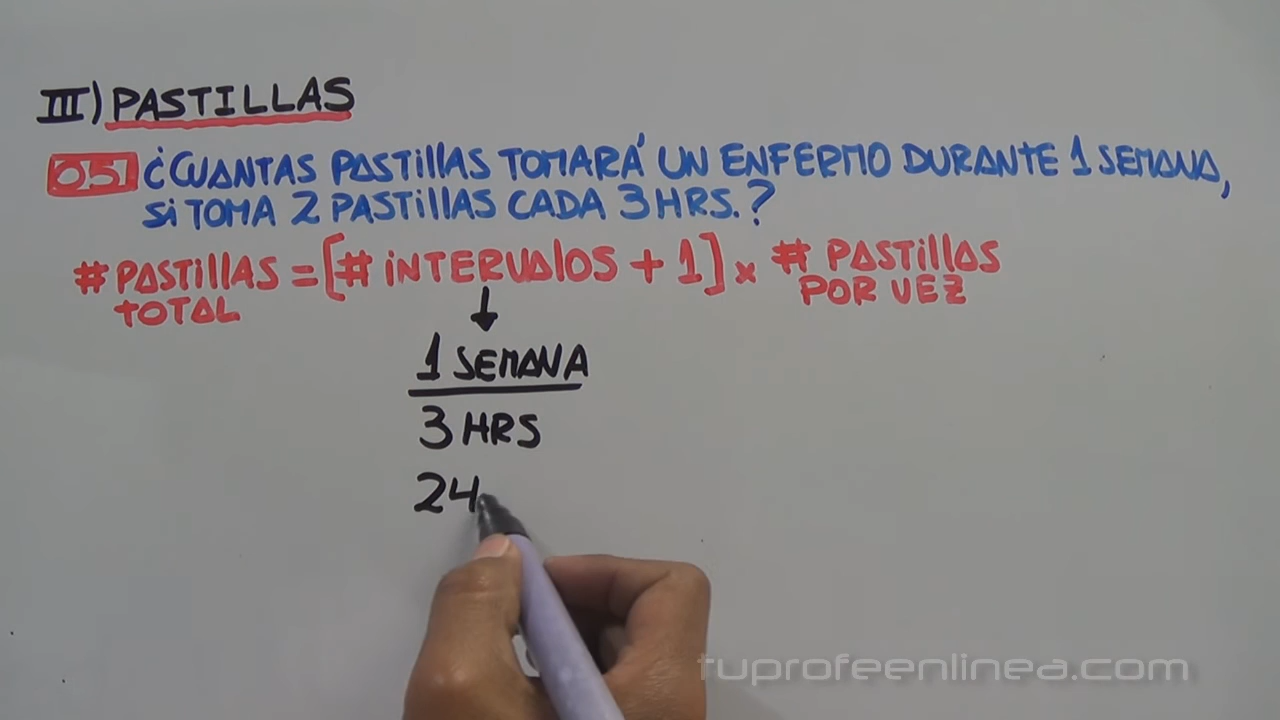 III) PASTILLAS
05 ¿CUANTAS PASTIllAS TOMARÁ UN ENFERMO DURANTE 1 SEMANA,
Si TOMA 2 PASTIllAS CADA 3 HRS.?
# PASTIllAS TOTAL = [# iNTERVAlOS + 1] x # PASTIllAS POR VEZ
↓
1 SEMANA
3 HRS
24
tuprofeenlinea.com